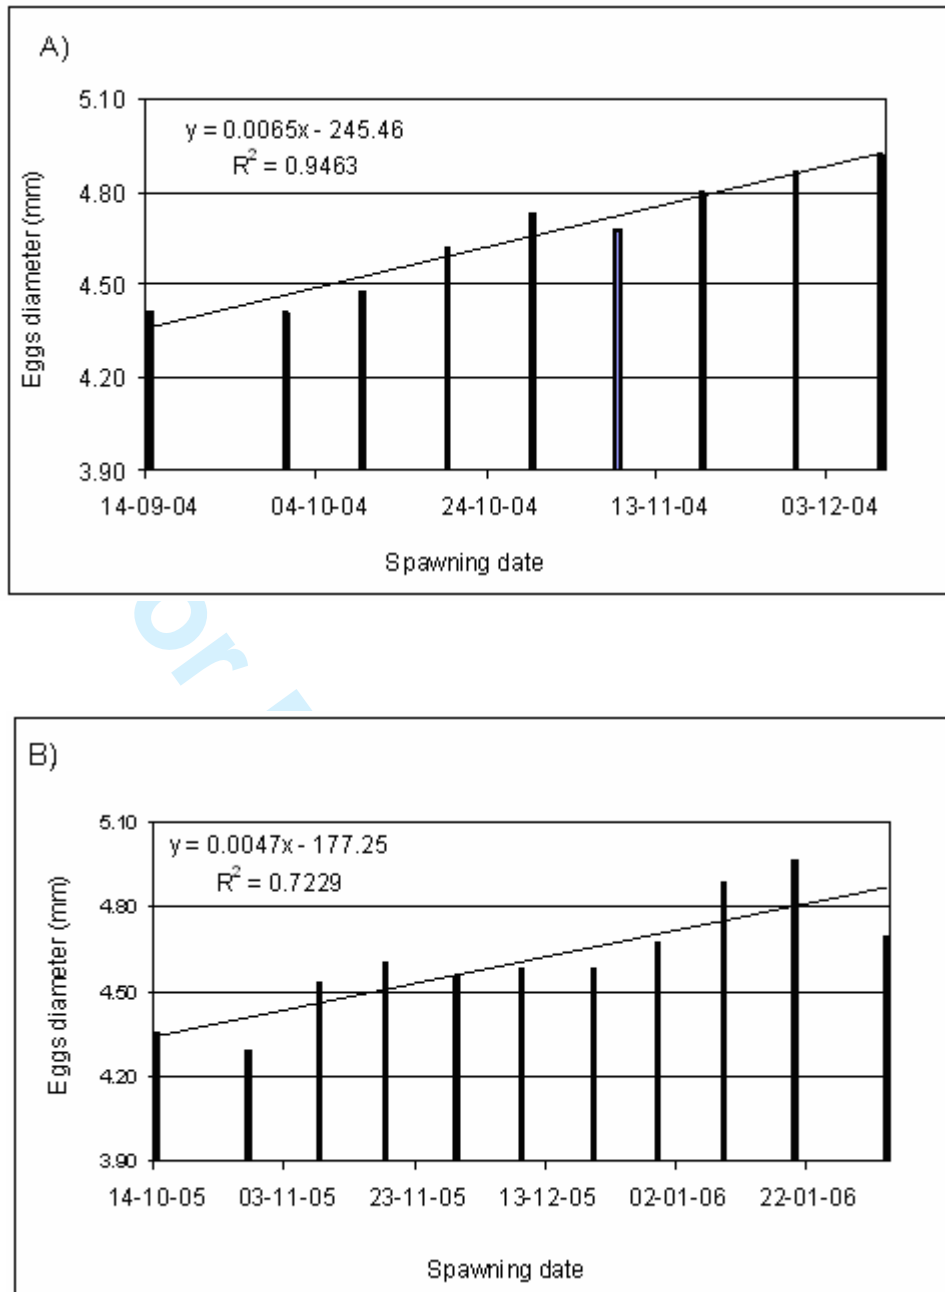 A)
5.10
4.80
4.50
4.20
3.90
Eggs diameter (mm)
y = 0.0065x - 245.46
R² = 0.9463
14-09-04 04-10-04 24-10-04 13-11-04 03-12-04
Spawning date
or
B)
5.10
4.80
4.50
4.20
3.90
Eggs diameter (mm)
y = 0.0047x - 177.25
R² = 0.7229
14-10-05 03-11-05 23-11-05 13-12-05 02-01-06 22-01-06
Spawning date